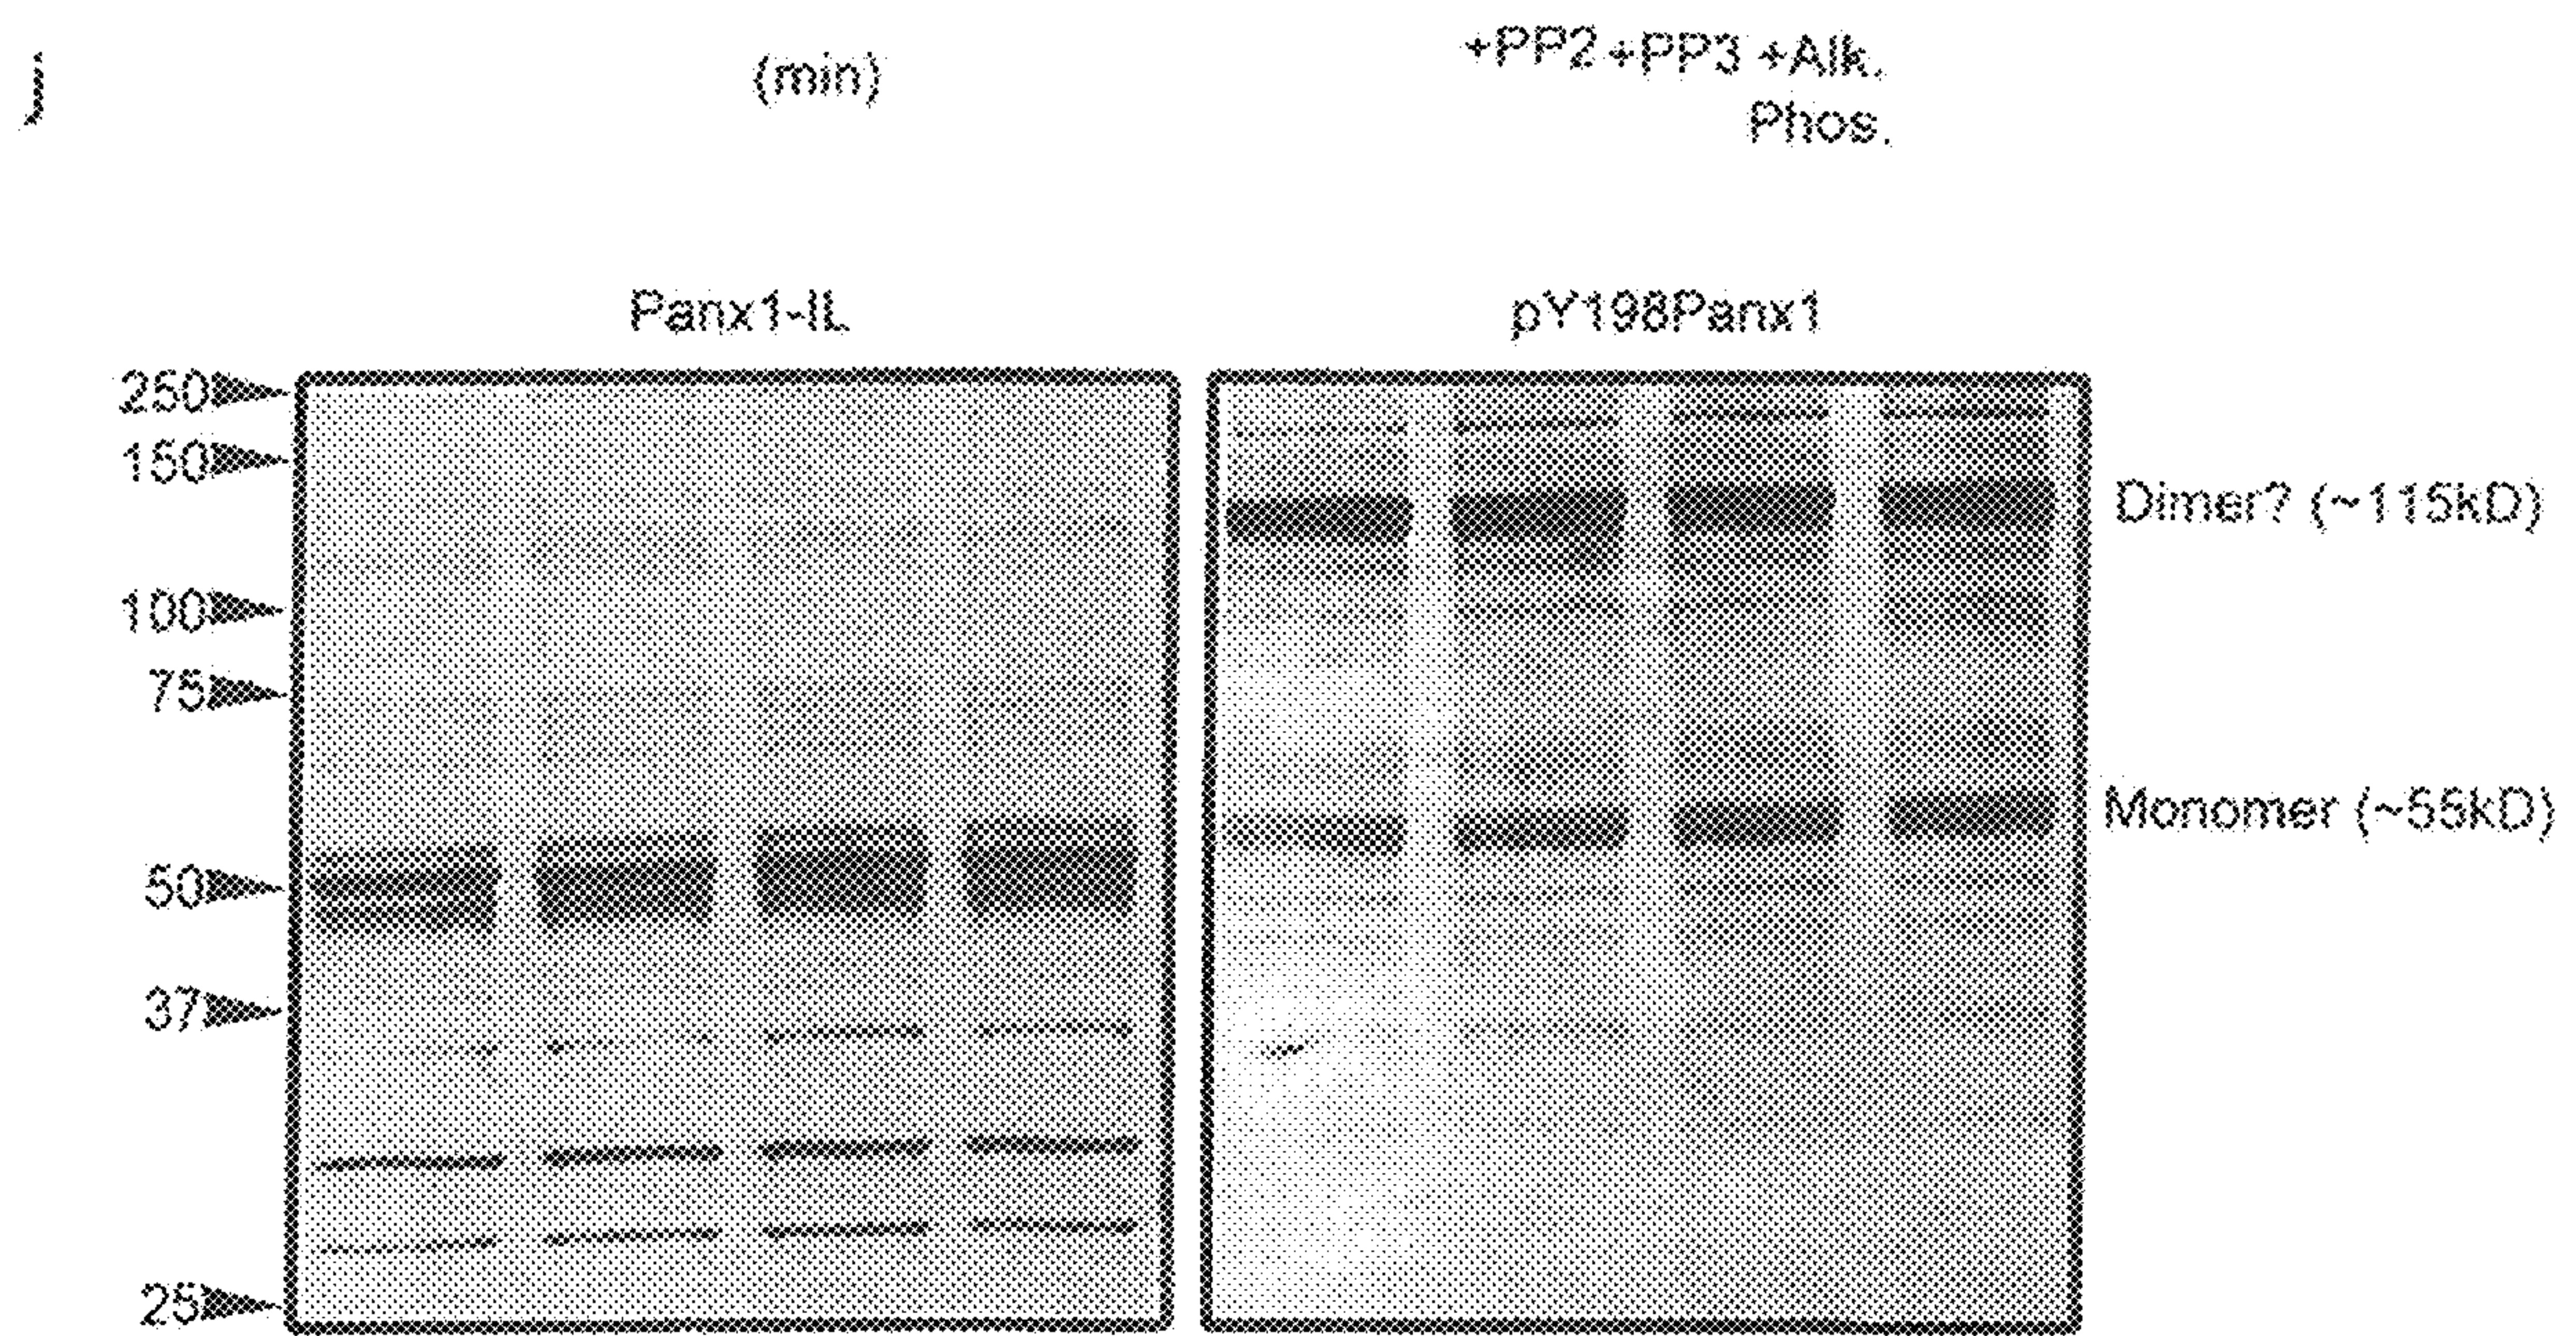 j
(min)
+PP2 +PP3 +Alk.
Phos.
Panx1-IL
pY198Panx1
250
150
100
75
50
37
25
Dimer? (~115kD)
Monomer (~55kD)